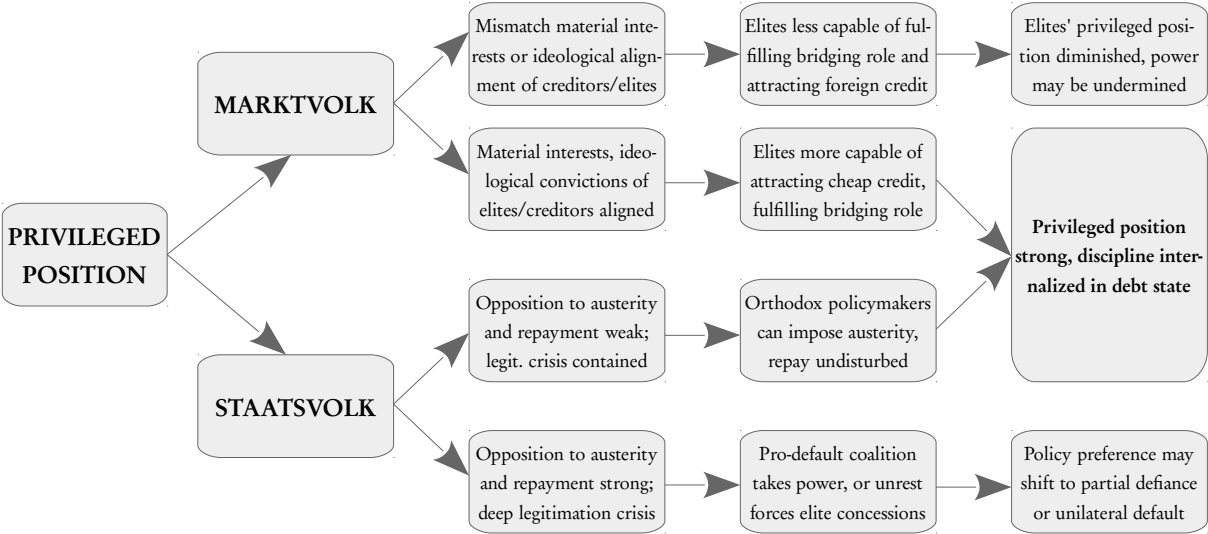 PRIVILEGED
POSITION
MARKTVOLK
STAATSVOLK
Mismatch material inte-
rests or ideological align-
ment of creditors/elites
Elites less capable of ful-
filling bridging role and
attracting foreign credit
Elites' privileged posi-
tion diminished, power
may be undermined
Material interests, ideo-
logical convictions of
elites/creditors aligned
Elites more capable of
attracting cheap credit,
fulfilling bridging role
Privileged position
strong, discipline inter-
nalized in debt state
Opposition to austerity
and repayment weak;
legit. crisis contained
Orthodox policymakers
can impose austerity,
repay undisturbed
Opposition to austerity
and repayment strong;
deep legitimation crisis
Pro-default coalition
takes power, or unrest
forces elite concessions
Policy preference may
shift to partial defiance
or unilateral default